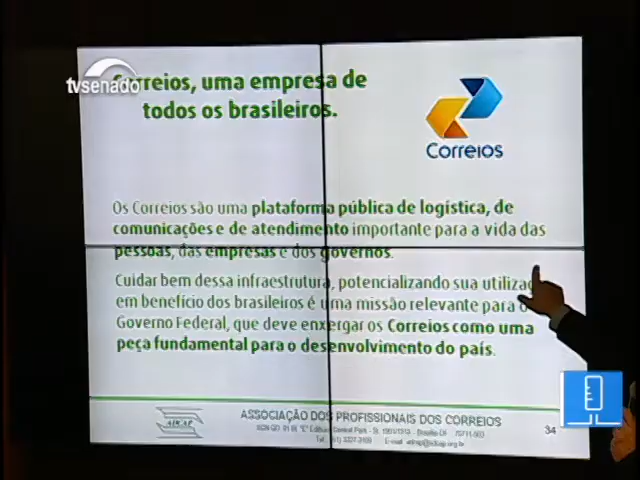 tvsenado
Correios, uma empresa de
todos os brasileiros.
Correios
Os Correios são uma plataforma pública de logística, de
comunicações e de atendimento importante para a vida das
pessoas, das empresas e dos governos.
Cuidar bem dessa infraestrutura, potencializando sua
em benefício dos brasileiros é uma missão relevante para o
Governo Federal, que deve enxergar os Correios como uma
peça fundamental para o desenvolvimento do país.
ADCAP
ASSOCIAÇÃO DOS PROFISSIONAIS DOS CORREIOS
34